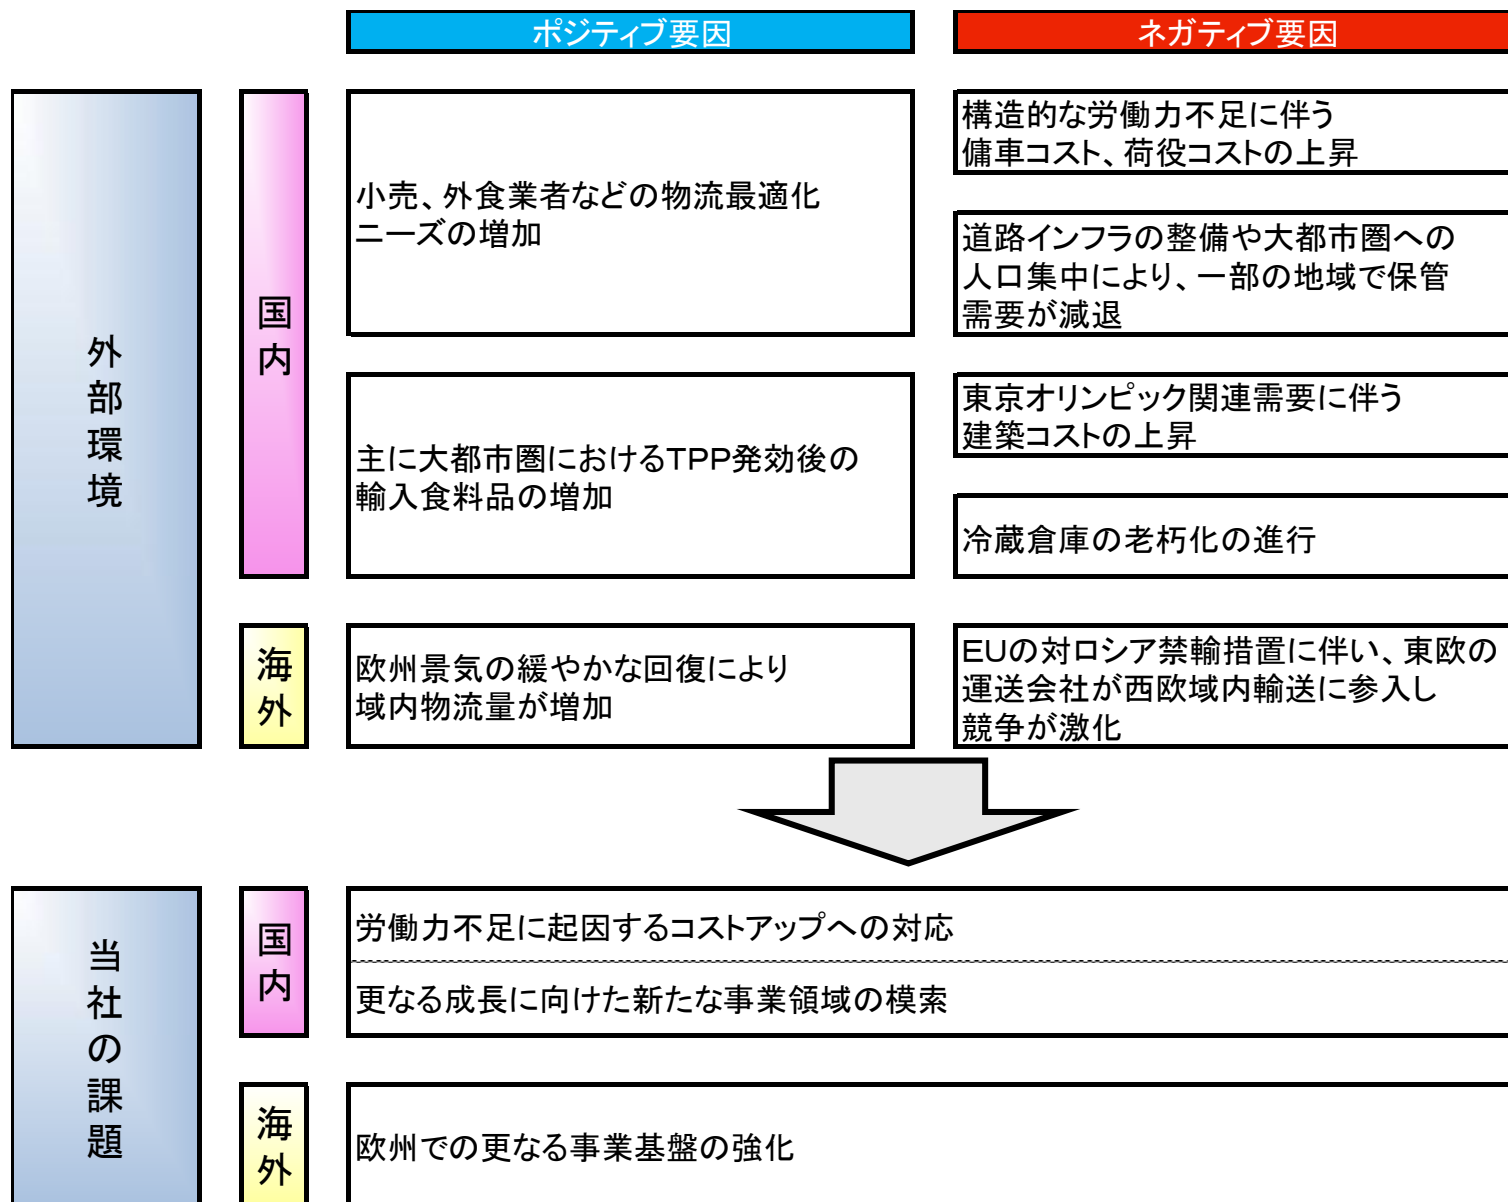 ポジティブ要因
ネガティブ要因
外部環境
国内
小売、外食業者などの物流最適化
ニーズの増加
主に大都市圏におけるTPP発効後の
輸入食料品の増加
構造的な労働力不足に伴う
傭車コスト、荷役コストの上昇
道路インフラの整備や大都市圏への
人口集中により、一部の地域で保管
需要が減退
東京オリンピック関連需要に伴う
建築コストの上昇
冷蔵倉庫の老朽化の進行
海外
欧州景気の緩やかな回復により
域内物流量が増加
EUの対ロシア禁輸措置に伴い、東欧の
運送会社が西欧域内輸送に参入し
競争が激化
当社の課題
国内
労働力不足に起因するコストアップへの対応
更なる成長に向けた新たな事業領域の模索
海外
欧州での更なる事業基盤の強化